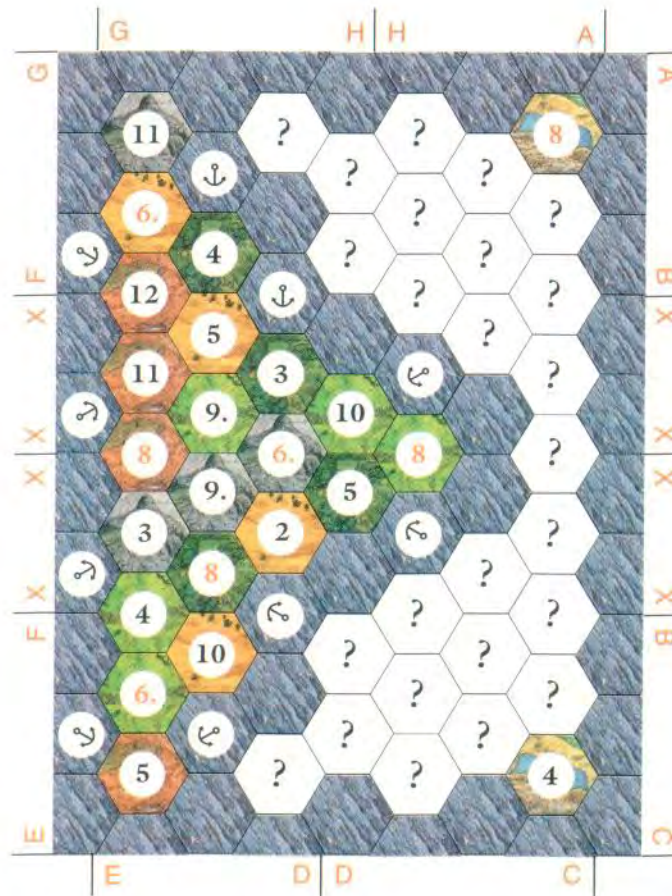 G H H A
G A
11 ? ? 8
? ?
6. ? ?
4 ? ?
F B
12 ? ?
X X
5 ?
11 3 ?
9. 10
X X
8 6. 8 ?
X X
9. 5
3 2 ?
8 ?
X X
4 ? ?
F B
10 ? ?
6. ? ?
? ?
5 ? ? 4
E C
E D D C